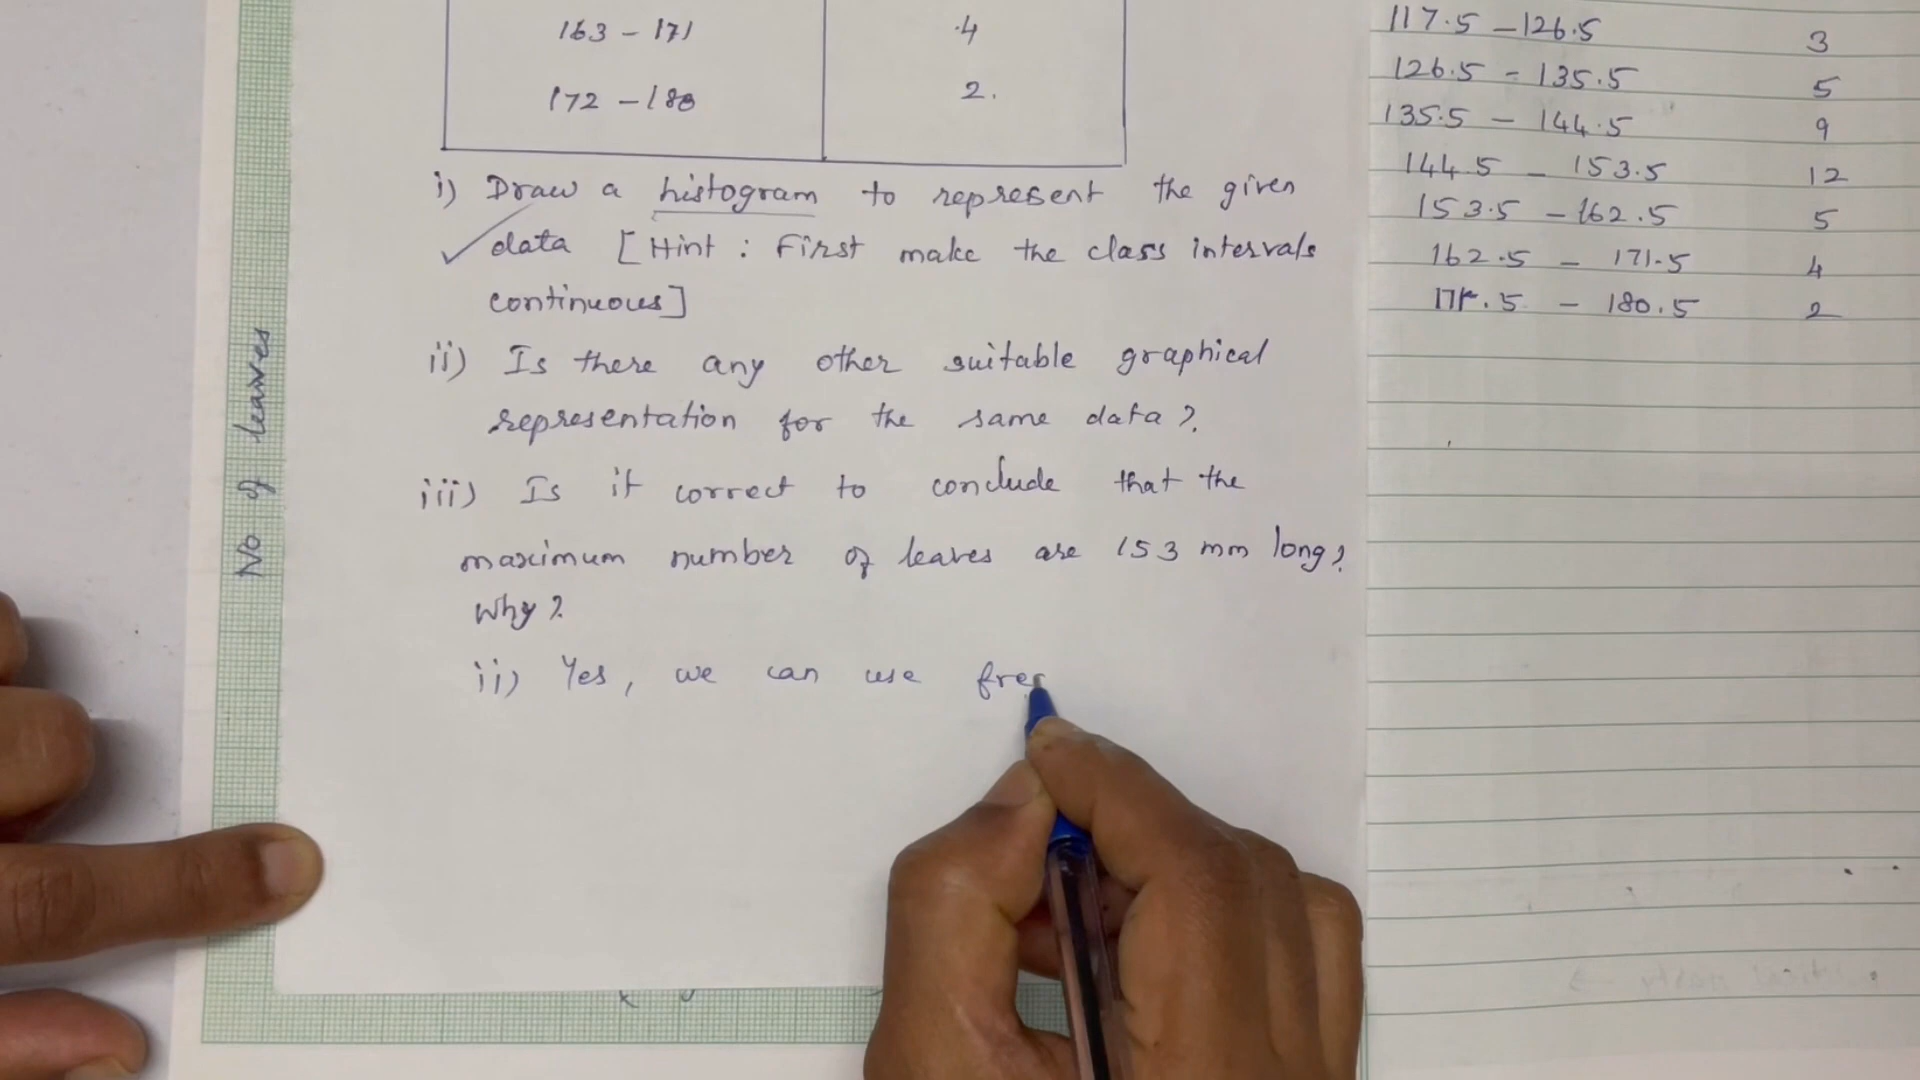 163 - 171 4
172 - 180 2.
i) Draw a histogram to represent the given
data [Hint : First make the class intervals
continuous]
ii) Is there any other suitable graphical
representation for the same data?
iii) Is it correct to conclude that the
maximum number of leaves are 153 mm long?
Why?
ii) Yes, we can use freq
No of leaves
117.5 - 126.5 3
126.5 - 135.5 5
135.5 - 144.5 9
144.5 - 153.5 12
153.5 - 162.5 5
162.5 - 171.5 4
171.5 - 180.5 2